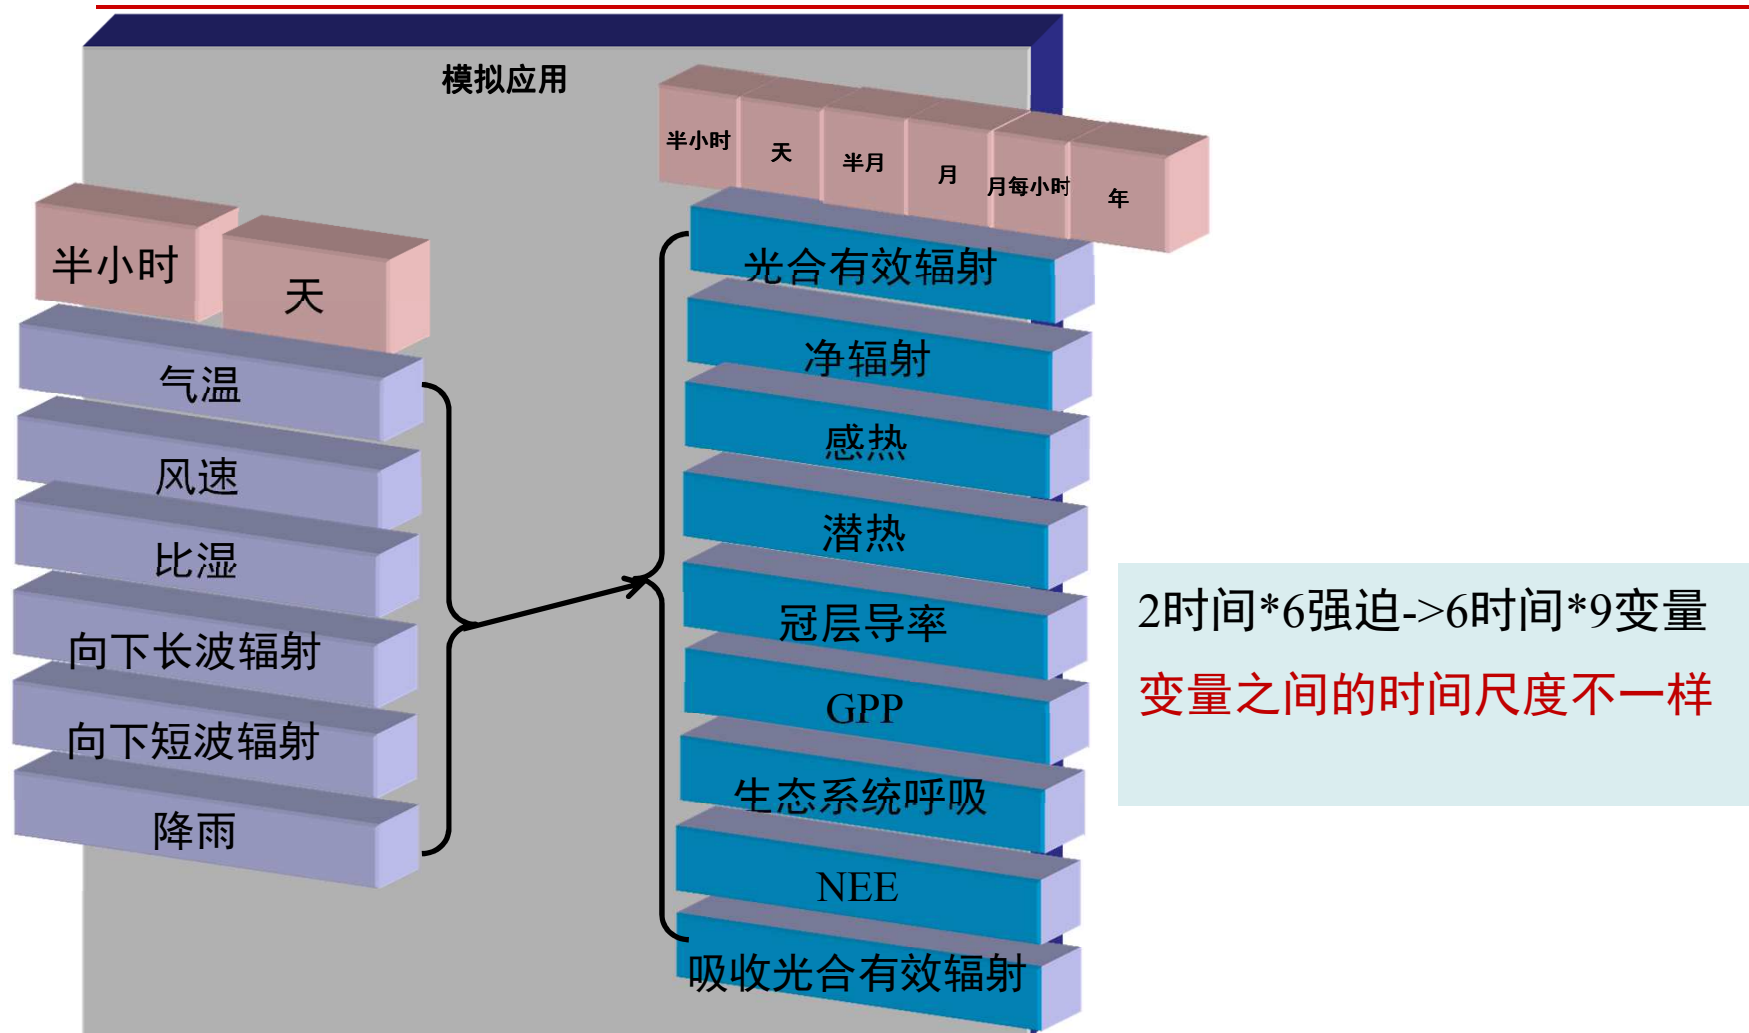 模拟应用
半小时
天
半月
月
月每小时
年
半小时
天
气温
风速
比湿
向下长波辐射
向下短波辐射
降雨
光合有效辐射
净辐射
感热
潜热
冠层导率
GPP
生态系统呼吸
NEE
吸收光合有效辐射
2时间*6强迫->6时间*9变量
变量之间的时间尺度不一样